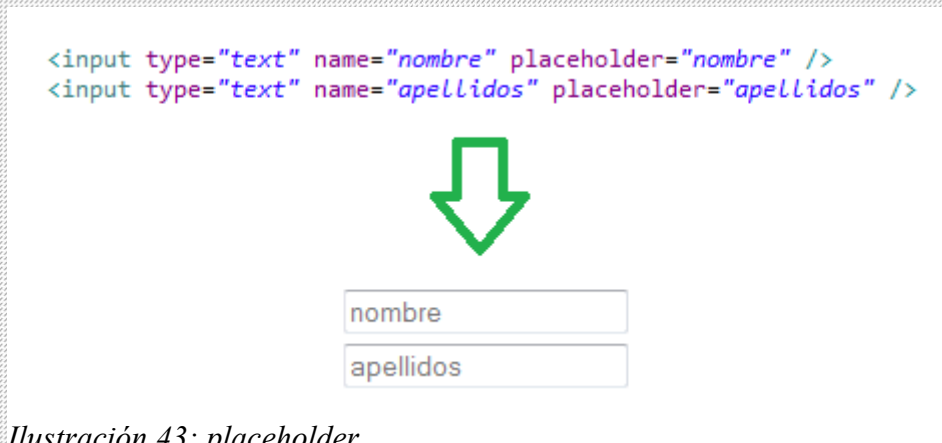 <input type="text" name="nombre" placeholder="nombre" />
<input type="text" name="apellidos" placeholder="apellidos" />
nombre
apellidos
Ilustración 43: placeholder